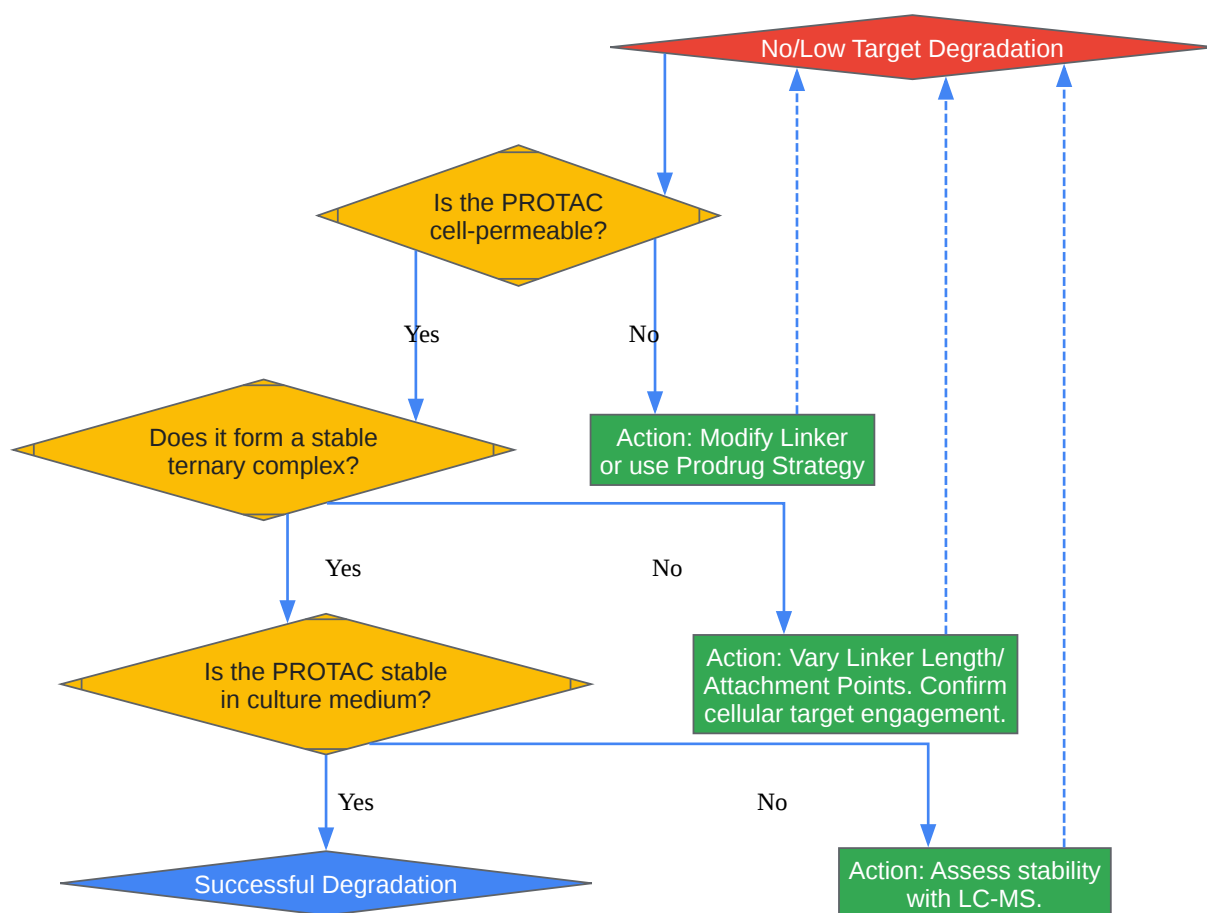 No/Low Target Degradation
Is the PROTAC
cell-permeable?
Yes
No
Does it form a stable
ternary complex?
Action: Modify Linker
or use Prodrug Strategy
Yes
No
Is the PROTAC stable
in culture medium?
Action: Vary Linker Length/
Attachment Points. Confirm
cellular target engagement.
Yes
No
Successful Degradation
Action: Assess stability
with LC-MS.